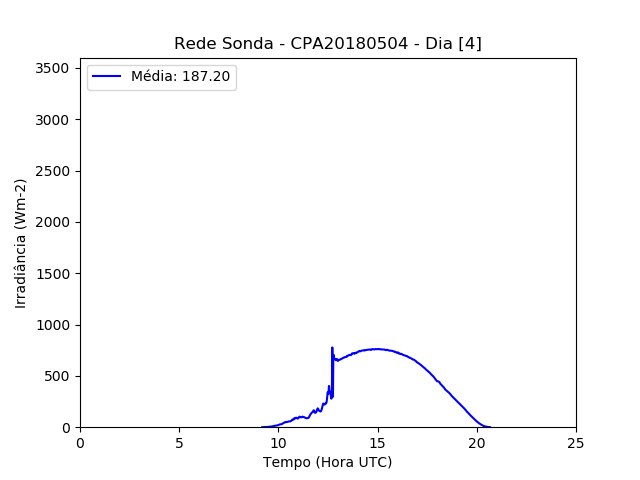 Rede Sonda - CPA20180504 - Dia [4]
Média: 187.20
3500
3000
2500
2000
1500
1000
500
0
Irradiância (Wm-2)
0 5 10 15 20 25
Tempo (Hora UTC)